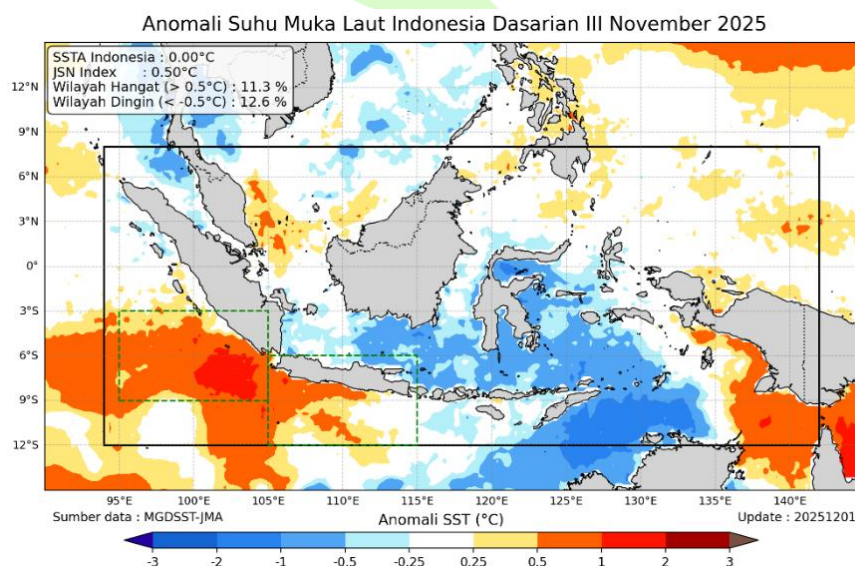 Anomali Suhu Muka Laut Indonesia Dasarian III November 2025
SSTA Indonesia : 0.00°C
JSN Index : 0.50°C
Wilayah Hangat (> 0.5°C) : 11.3 %
Wilayah Dingin (< -0.5°C) : 12.6 %
12°N
9°N
6°N
3°N
0°
3°S
6°S
9°S
12°S
95°E 100°E 105°E 110°E 115°E 120°E 125°E 130°E 135°E 140°E
Sumber data : MGDSST-JMA
Anomali SST (°C)
Update : 20251201
-3 -2 -1 -0.5 -0.25 0.25 0.5 1 2 3